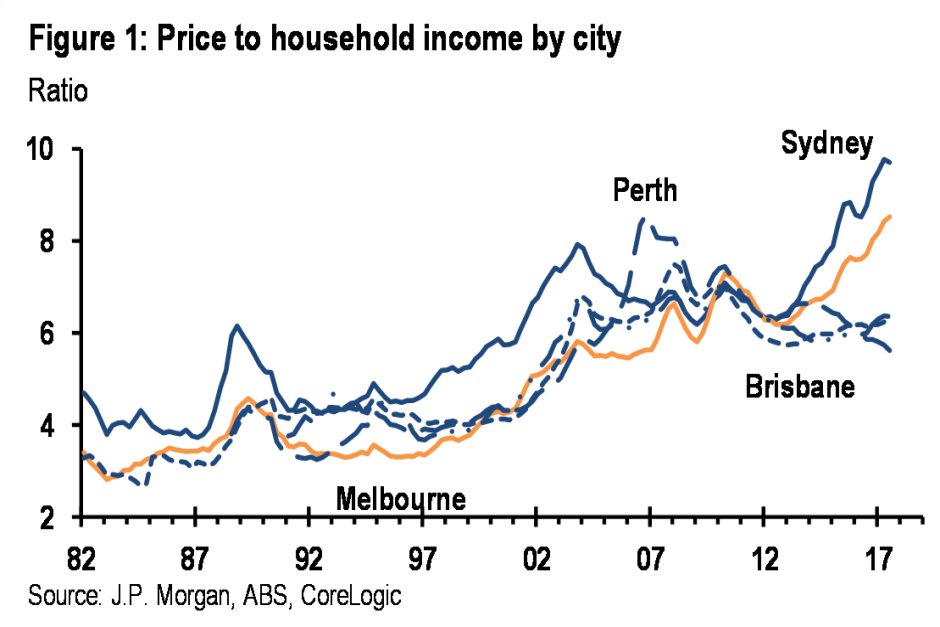 Figure 1: Price to household income by city
Ratio
10
Sydney
Perth
8
6
Brisbane
4
Melbourne
2
82 87 92 97 02 07 12 17
Source: J.P. Morgan, ABS, CoreLogic